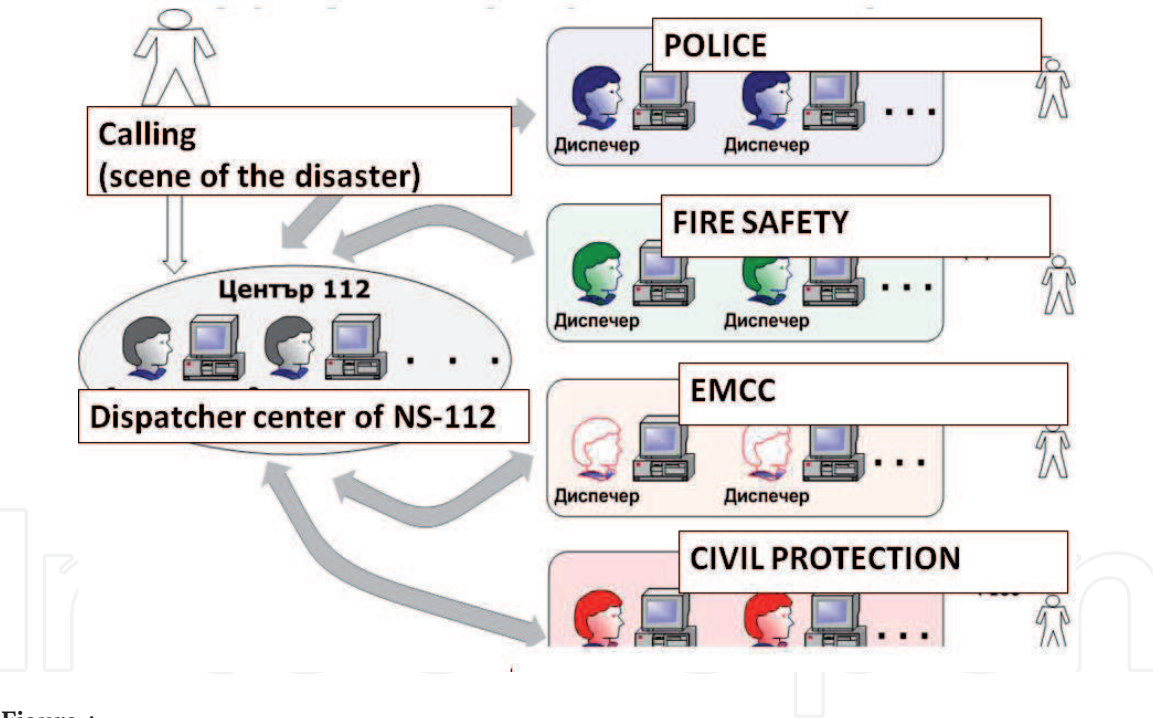 POLICE
Диспечер
Диспечер
Calling
(scene of the disaster)
FIRE SAFETY
Диспечер
Диспечер
Център 112
Dispatcher center of NS-112
EMCC
Диспечер
Диспечер
CIVIL PROTECTION